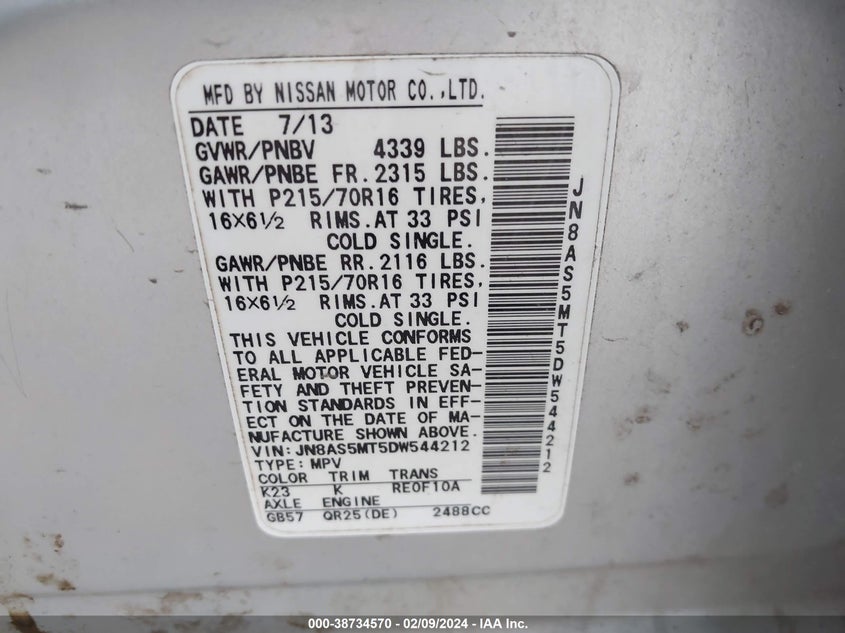 MFD BY NISSAN MOTOR CO.,LTD.
DATE 7/13
GVWR/PNBV 4339 LBS.
GAWR/PNBE FR.2315 LBS.
WITH P215/70R16 TIRES,
16X6½ RIMS.AT 33 PSI
COLD SINGLE.
GAWR/PNBE RR.2116 LBS.
WITH P215/70R16 TIRES,
16X6½ RIMS.AT 33 PSI
COLD SINGLE.
THIS VEHICLE CONFORMS
TO ALL APPLICABLE FED-
ERAL MOTOR VEHICLE SA-
FETY AND THEFT PREVEN-
TION STANDARDS IN EFF-
ECT ON THE DATE OF MA-
NUFACTURE SHOWN ABOVE.
VIN:JN8AS5MT5DW544212
TYPE:MPV
COLOR TRIM TRANS
K23 K RE0F10A
AXLE ENGINE
GB57 QR25(DE) 2488CC
JN8AS5MT5DW544212
000-38734570 - 02/09/2024 - IAA Inc.